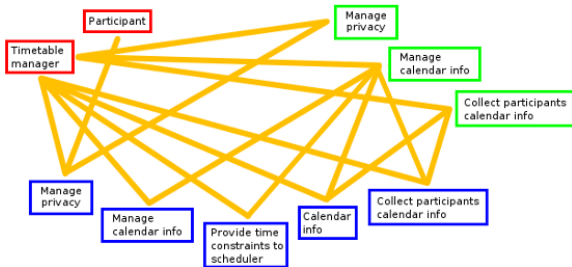 Participant
Manage
privacy
Timetable
manager
Manage
calendar info
Collect participants
calendar info
Manage
privacy
Manage
calendar info
Provide time
constraints to
scheduler
Calendar
info
Collect participants
calendar info